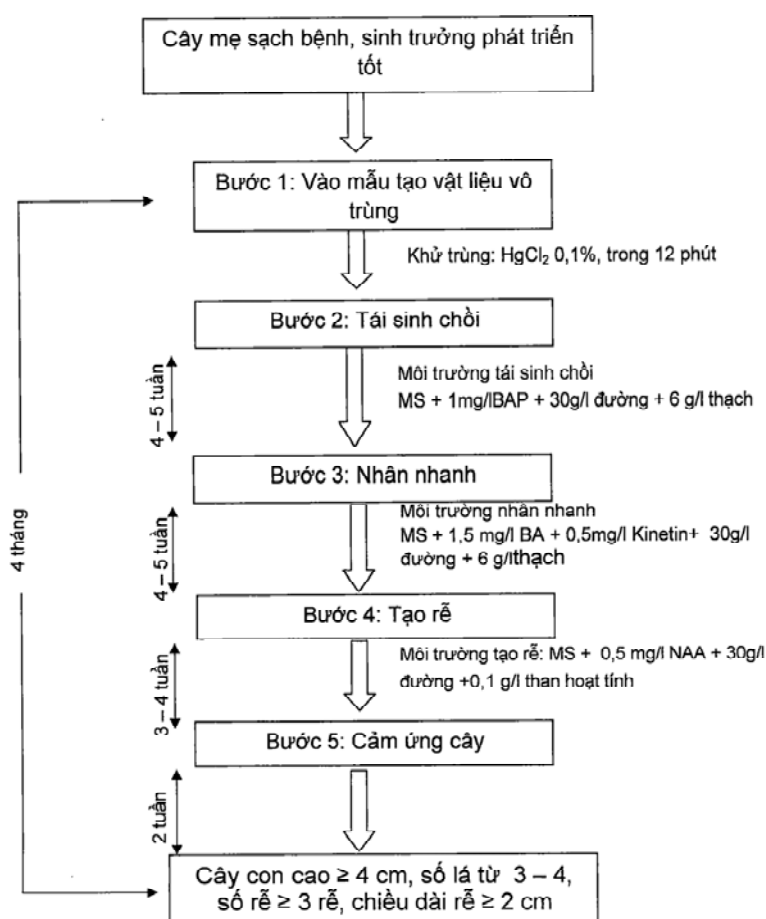 Cây mẹ sạch bệnh, sinh trưởng phát triển
tốt
Bước 1: Vào mẫu tạo vật liệu vô
trùng
Khử trùng: HgCl₂ 0,1%, trong 12 phút
Bước 2: Tái sinh chồi
4 – 5 tuần
Môi trường tái sinh chồi
MS + 1mg/lBAP + 30g/l đường + 6 g/l thạch
Bước 3: Nhân nhanh
4 – 5 tuần
Môi trường nhân nhanh
MS + 1,5 mg/l BA + 0,5mg/l Kinetin+ 30g/l
đường + 6 g/lthạch
4 tháng
Bước 4: Tạo rễ
3 – 4 tuần
Môi trường tạo rễ: MS + 0,5 mg/l NAA + 30g/l
đường +0,1 g/l than hoạt tính
Bước 5: Cảm ứng cây
2 tuần
Cây con cao ≥ 4 cm, số lá từ 3 – 4,
số rễ ≥ 3 rễ, chiều dài rễ ≥ 2 cm